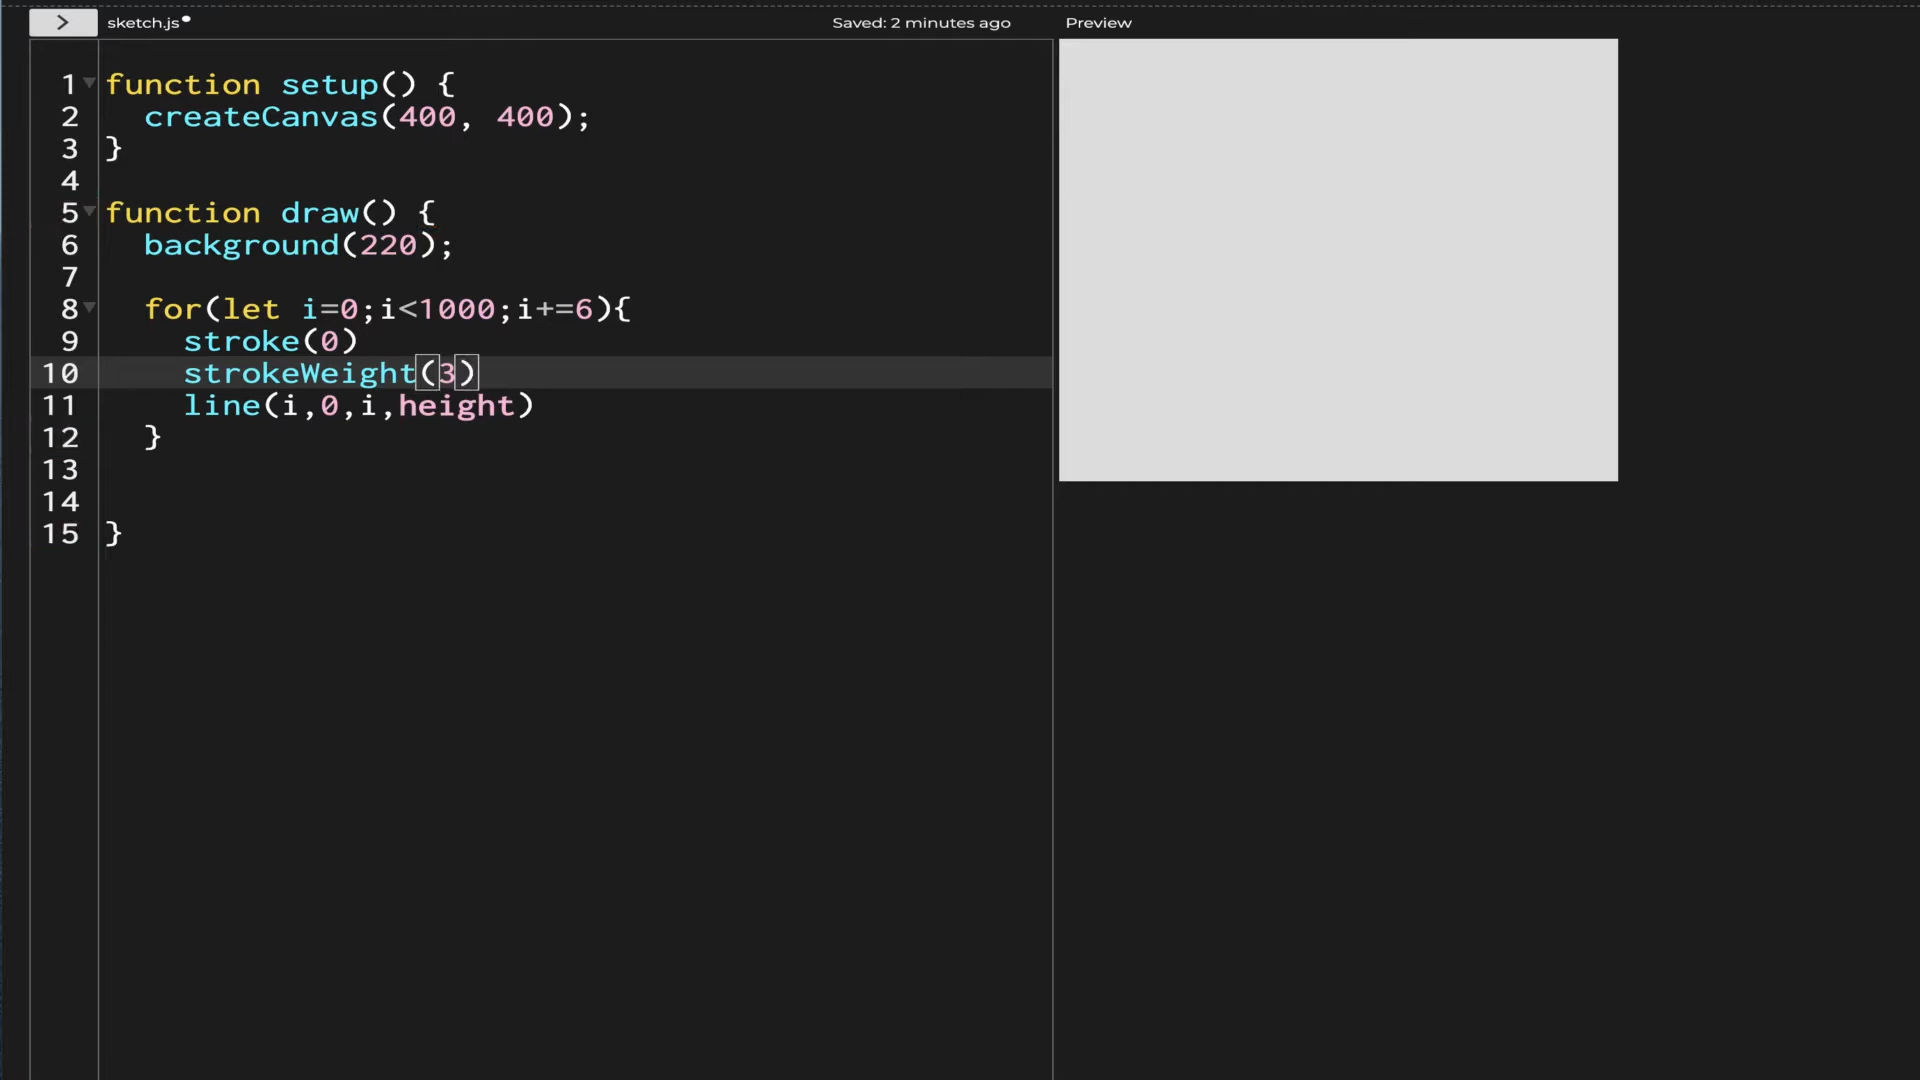 sketch.js
Saved: 2 minutes ago
Preview
1 function setup() {
2 createCanvas(400, 400);
3 }
4
5 function draw() {
6 background(220);
7
8 for(let i=0;i<1000;i+=6){
9 stroke(0)
10 strokeWeight(3)
11 line(i,0,i,height)
12 }
13
14
15 }